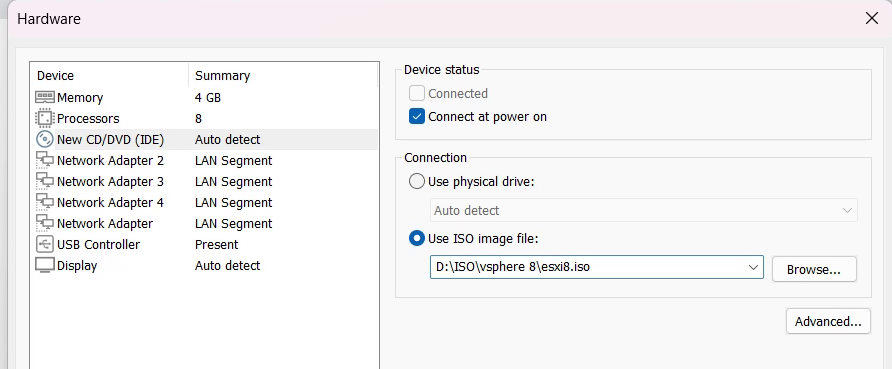 Hardware
Device Summary
Memory 4 GB
Processors 8
New CD/DVD (IDE) Auto detect
Network Adapter 2 LAN Segment
Network Adapter 3 LAN Segment
Network Adapter 4 LAN Segment
Network Adapter LAN Segment
USB Controller Present
Display Auto detect
Device status
Connected
Connect at power on
Connection
Use physical drive:
Auto detect
Use ISO image file:
D:\ISO\vsphere 8\esxi8.iso
Browse...
Advanced...